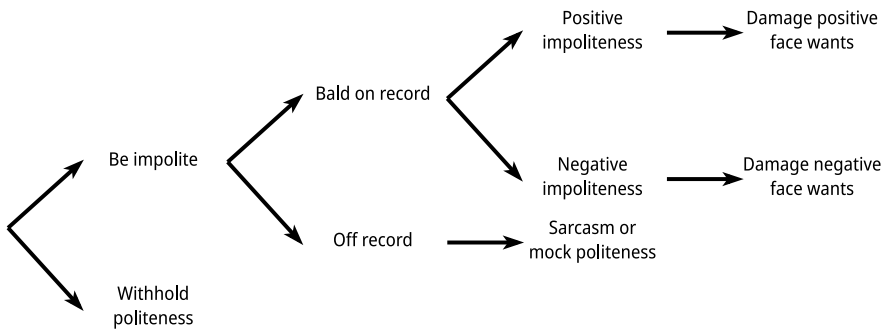 Positive
impoliteness
Damage positive
face wants
Bald on record
Be impolite
Negative
impoliteness
Damage negative
face wants
Off record
Sarcasm or
mock politeness
Withhold
politeness